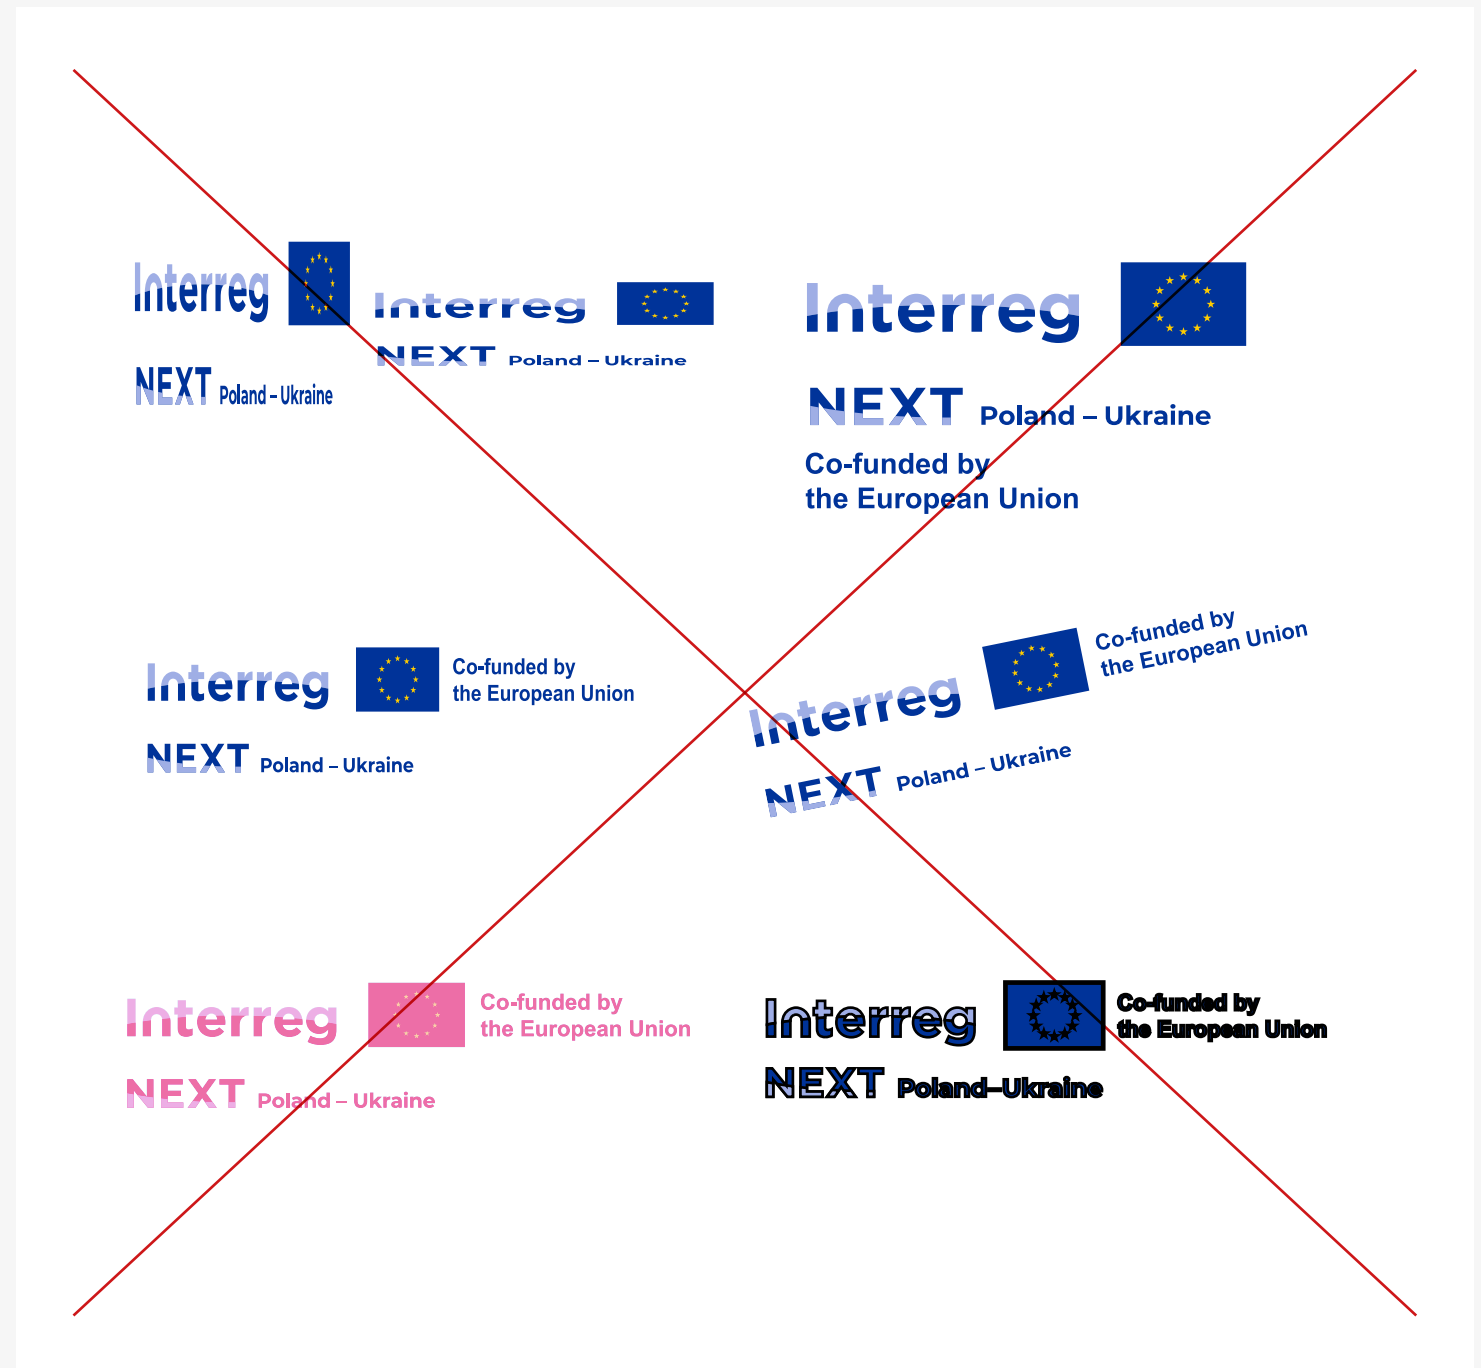 Interreg
NEXT Poland – Ukraine
Interreg
NEXT Poland – Ukraine
Interreg
NEXT Poland – Ukraine
Co-funded by
the European Union
Interreg
Co-funded by
the European Union
NEXT Poland – Ukraine
Interreg
Co-funded by
the European Union
NEXT Poland – Ukraine
Interreg
Co-funded by
the European Union
NEXT Poland – Ukraine
Interreg
Co-funded by
the European Union
NEXT Poland–Ukraine